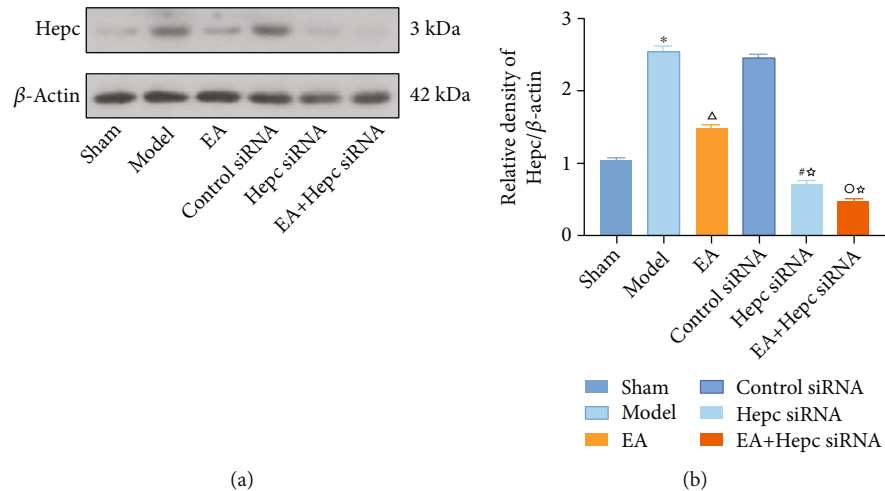 Hepc
3 kDa
β-Actin
42 kDa
Sham
Model
EA
Control siRNA
Hepc siRNA
EA+Hepc siRNA
(a)
Relative density of
Hepc/β-actin
3
2
1
0
*
△
#☆
○☆
Sham
Model
EA
Control siRNA
Hepc siRNA
EA+Hepc siRNA
Sham
Control siRNA
Model
Hepc siRNA
EA
EA+Hepc siRNA
(b)